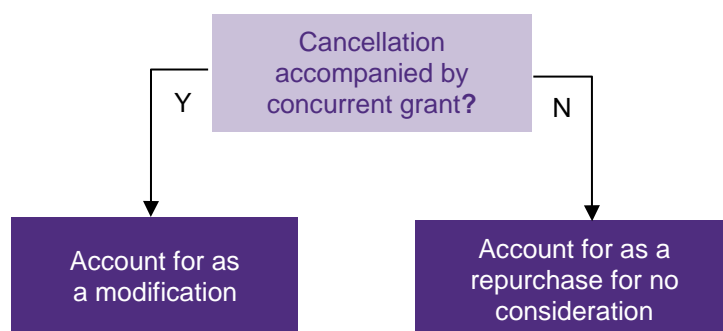 Cancellation
accompanied by
concurrent grant?
Y
N
Account for as
a modification
Account for as a
repurchase for no
consideration